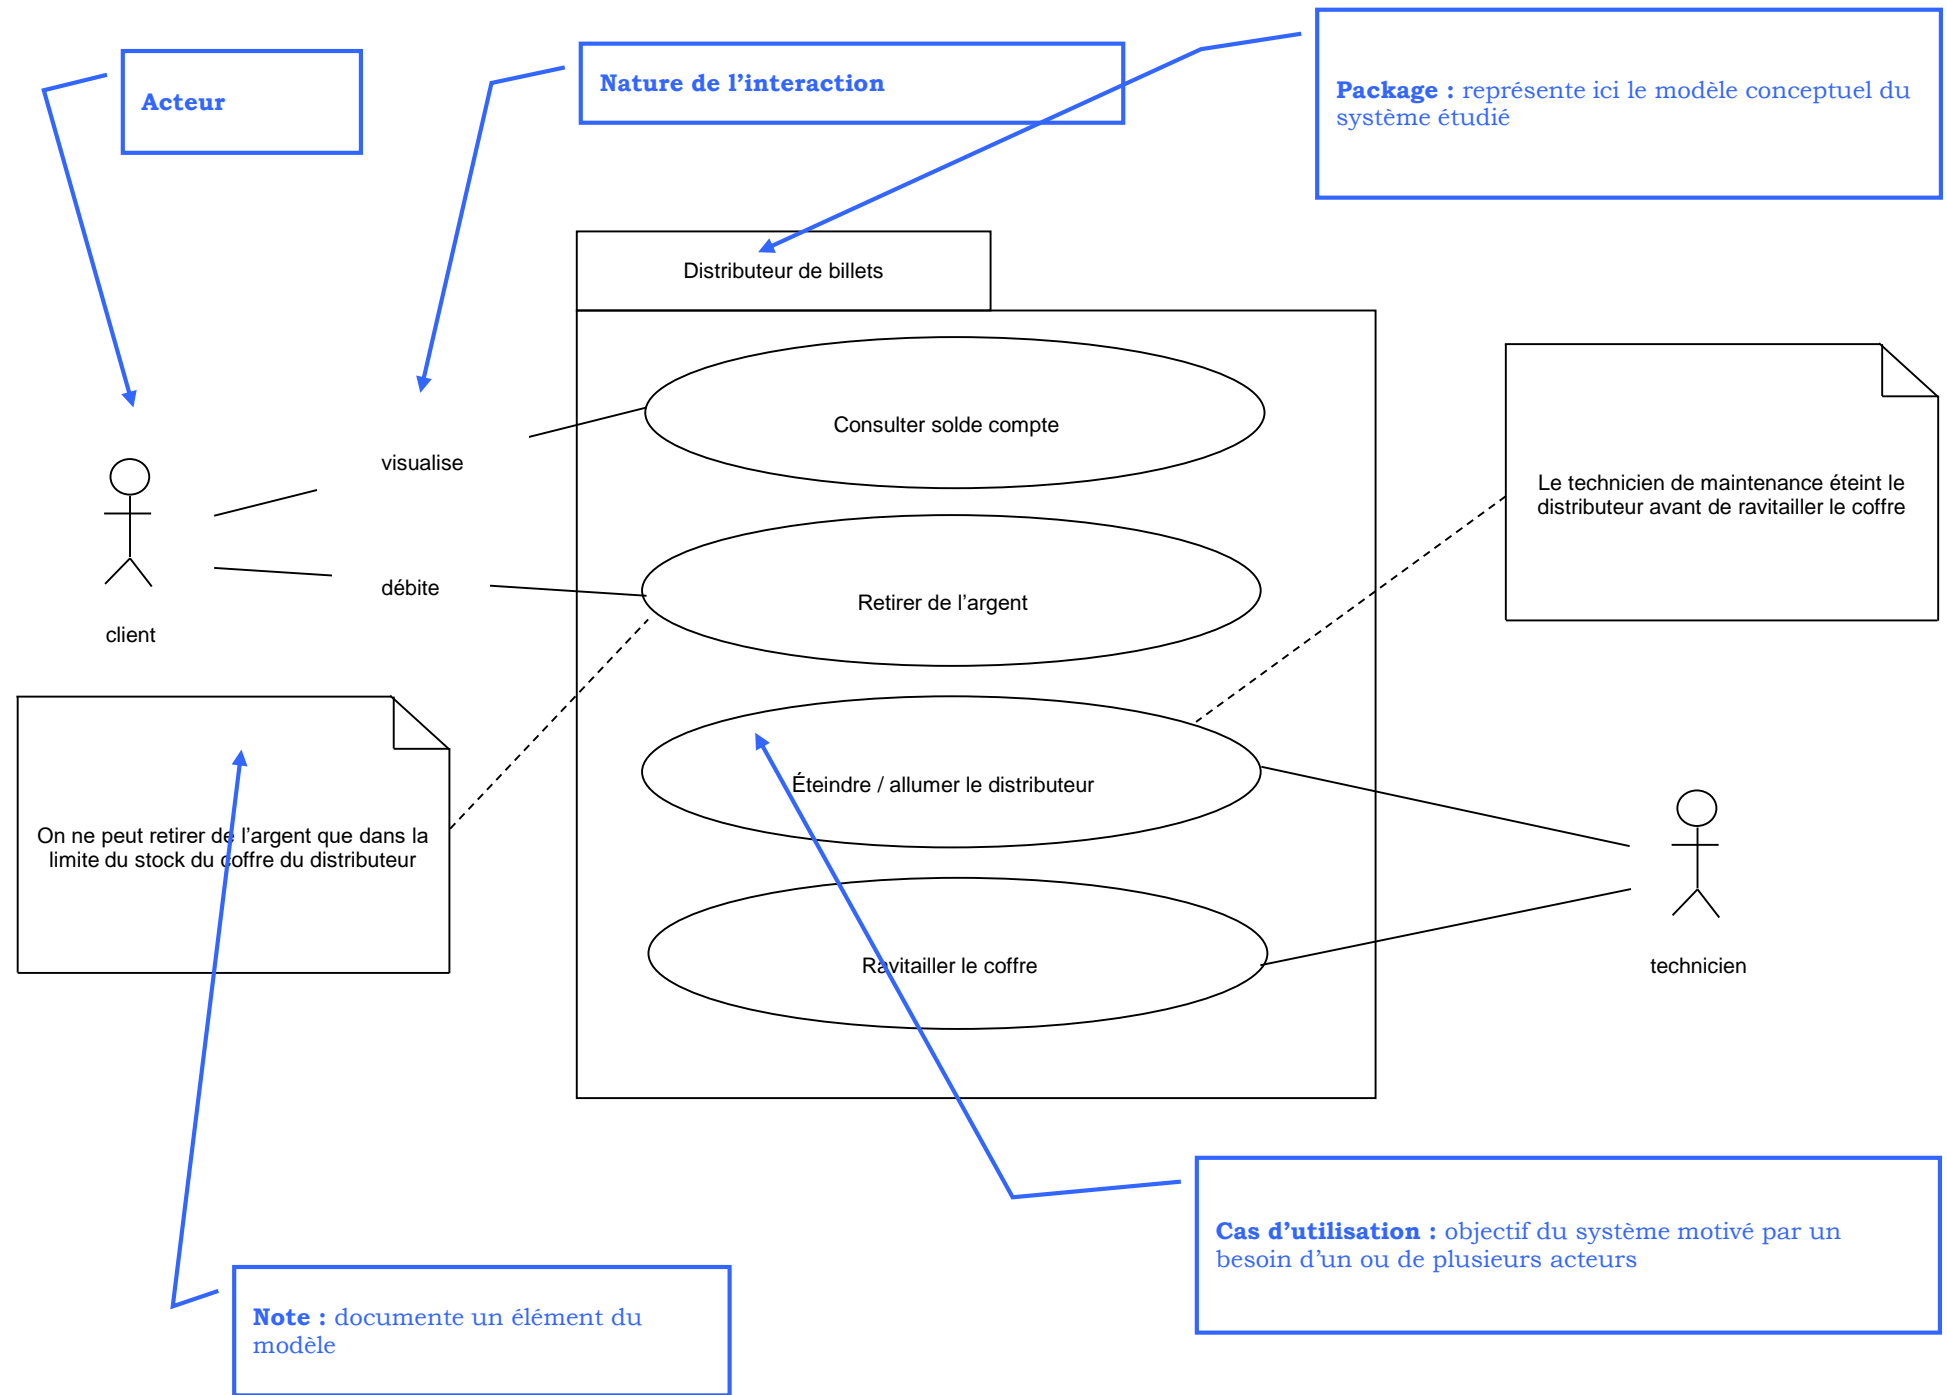 Acteur
Nature de l’interaction
Package : représente ici le modèle conceptuel du
système étudié
Distributeur de billets
Consulter solde compte
visualise
Le technicien de maintenance éteint le
distributeur avant de ravitailler le coffre
débite
Retirer de l’argent
client
Éteindre / allumer le distributeur
On ne peut retirer de l’argent que dans la
limite du stock du coffre du distributeur
Ravitailler le coffre
technicien
Cas d’utilisation : objectif du système motivé par un
besoin d’un ou de plusieurs acteurs
Note : documente un élément du
modèle